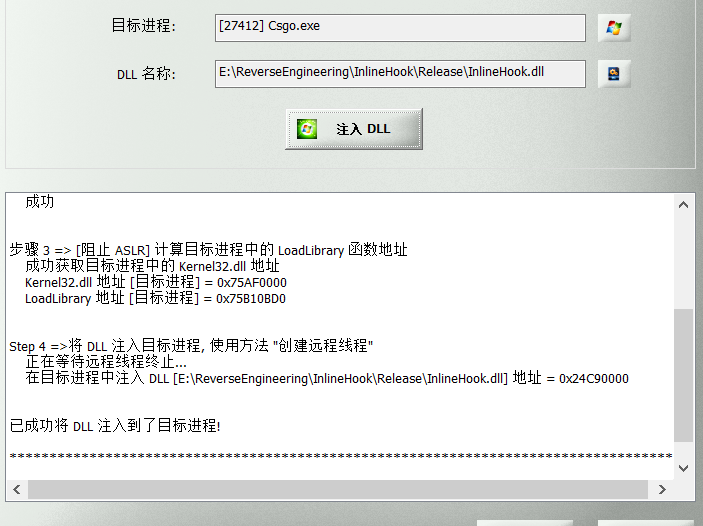 目标进程:
[27412] Csgo.exe
DLL 名称:
E:\ReverseEngineering\InlineHook\Release\InlineHook.dll
注入 DLL
成功
步骤 3 => [阻止 ASLR] 计算目标进程中的 LoadLibrary 函数地址
成功获取目标进程中的 Kernel32.dll 地址
Kernel32.dll 地址 [目标进程] = 0x75AF0000
LoadLibrary 地址 [目标进程] = 0x75B10BD0
Step 4 =>将 DLL 注入目标进程, 使用方法 "创建远程线程"
正在等待远程线程终止...
在目标进程中注入 DLL [E:\ReverseEngineering\InlineHook\Release\InlineHook.dll] 地址 = 0x24C90000
已成功将 DLL 注入到了目标进程!
********************************************************************************